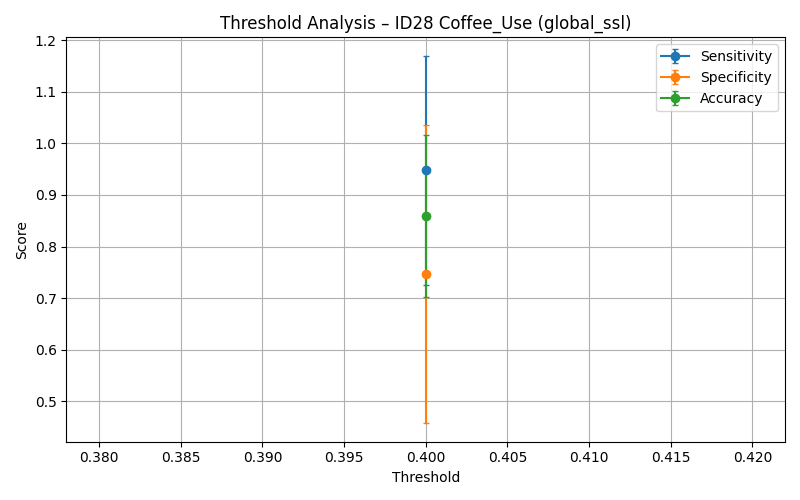 Threshold Analysis – ID28 Coffee_Use (global_ssl)
Sensitivity
Specificity
Accuracy
Score
1.2
1.1
1.0
0.9
0.8
0.7
0.6
0.5
0.380 0.385 0.390 0.395 0.400 0.405 0.410 0.415 0.420
Threshold